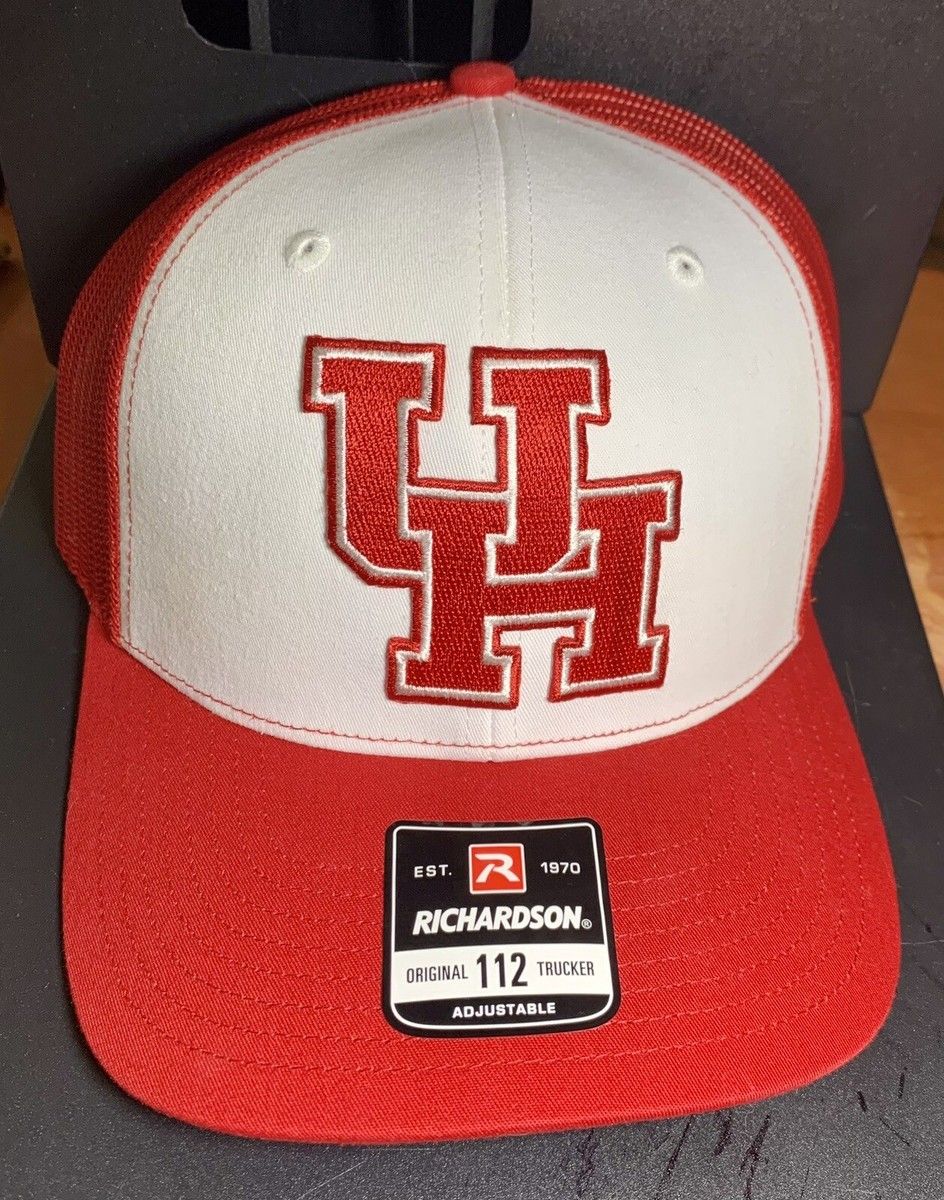 UH
EST. R 1970
RICHARDSON®
ORIGINAL 112 TRUCKER
ADJUSTABLE